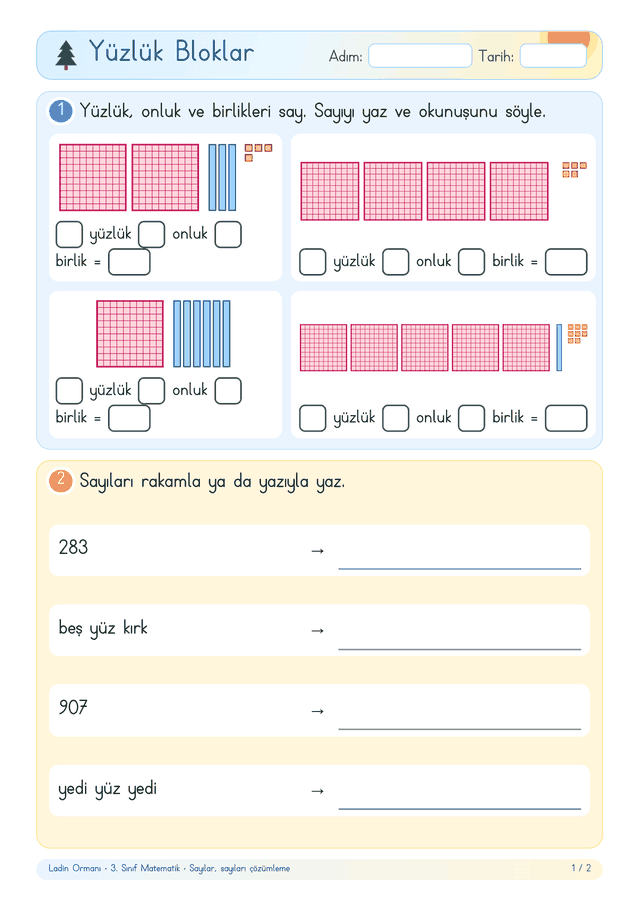 Yüzlük Bloklar
Adım:
Tarih:
1 Yüzlük, onluk ve birlikleri say. Sayıyı yaz ve okunuşunu söyle.
yüzlük onluk
birlik =
yüzlük onluk birlik =
yüzlük onluk
birlik =
yüzlük onluk birlik =
2 Sayıları rakamla ya da yazıyla yaz.
283 →
beş yüz kırk →
907 →
yedi yüz yedi →
Ladin Ormanı • 3. Sınıf Matematik • Sayılar, sayıları çözümleme
1 / 2